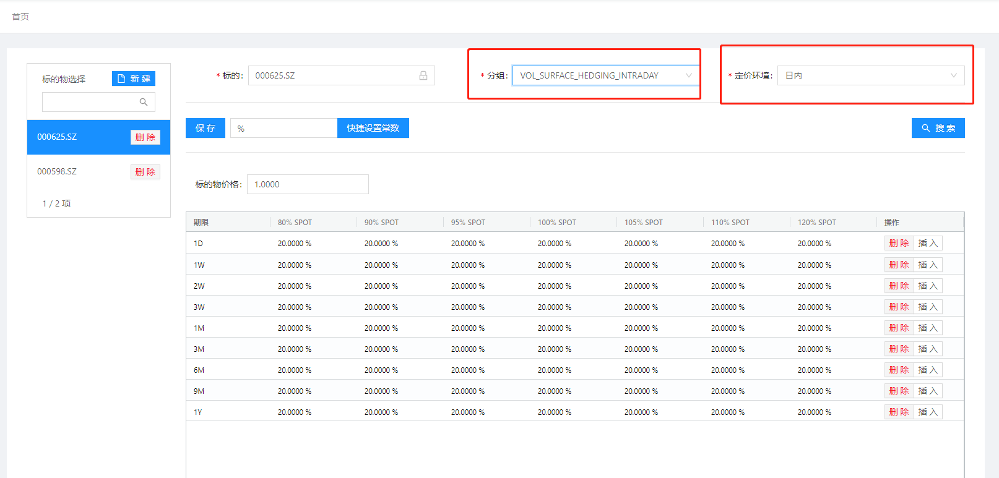 首页
标的物选择 新 建
000625.SZ 删 除
000598.SZ 删 除
1 / 2 项
* 标的: 000625.SZ * 分组: VOL_SURFACE_HEDGING_INTRADAY * 定价环境: 日内
保 存 % 快捷设置常数 搜 索
标的物价格: 1.0000
期限 80% SPOT 90% SPOT 95% SPOT 100% SPOT 105% SPOT 110% SPOT 120% SPOT 操作
1D 20.0000 % 20.0000 % 20.0000 % 20.0000 % 20.0000 % 20.0000 % 20.0000 % 删 除 插 入
1W 20.0000 % 20.0000 % 20.0000 % 20.0000 % 20.0000 % 20.0000 % 20.0000 % 删 除 插 入
2W 20.0000 % 20.0000 % 20.0000 % 20.0000 % 20.0000 % 20.0000 % 20.0000 % 删 除 插 入
3W 20.0000 % 20.0000 % 20.0000 % 20.0000 % 20.0000 % 20.0000 % 20.0000 % 删 除 插 入
1M 20.0000 % 20.0000 % 20.0000 % 20.0000 % 20.0000 % 20.0000 % 20.0000 % 删 除 插 入
3M 20.0000 % 20.0000 % 20.0000 % 20.0000 % 20.0000 % 20.0000 % 20.0000 % 删 除 插 入
6M 20.0000 % 20.0000 % 20.0000 % 20.0000 % 20.0000 % 20.0000 % 20.0000 % 删 除 插 入
9M 20.0000 % 20.0000 % 20.0000 % 20.0000 % 20.0000 % 20.0000 % 20.0000 % 删 除 插 入
1Y 20.0000 % 20.0000 % 20.0000 % 20.0000 % 20.0000 % 20.0000 % 20.0000 % 删 除 插 入